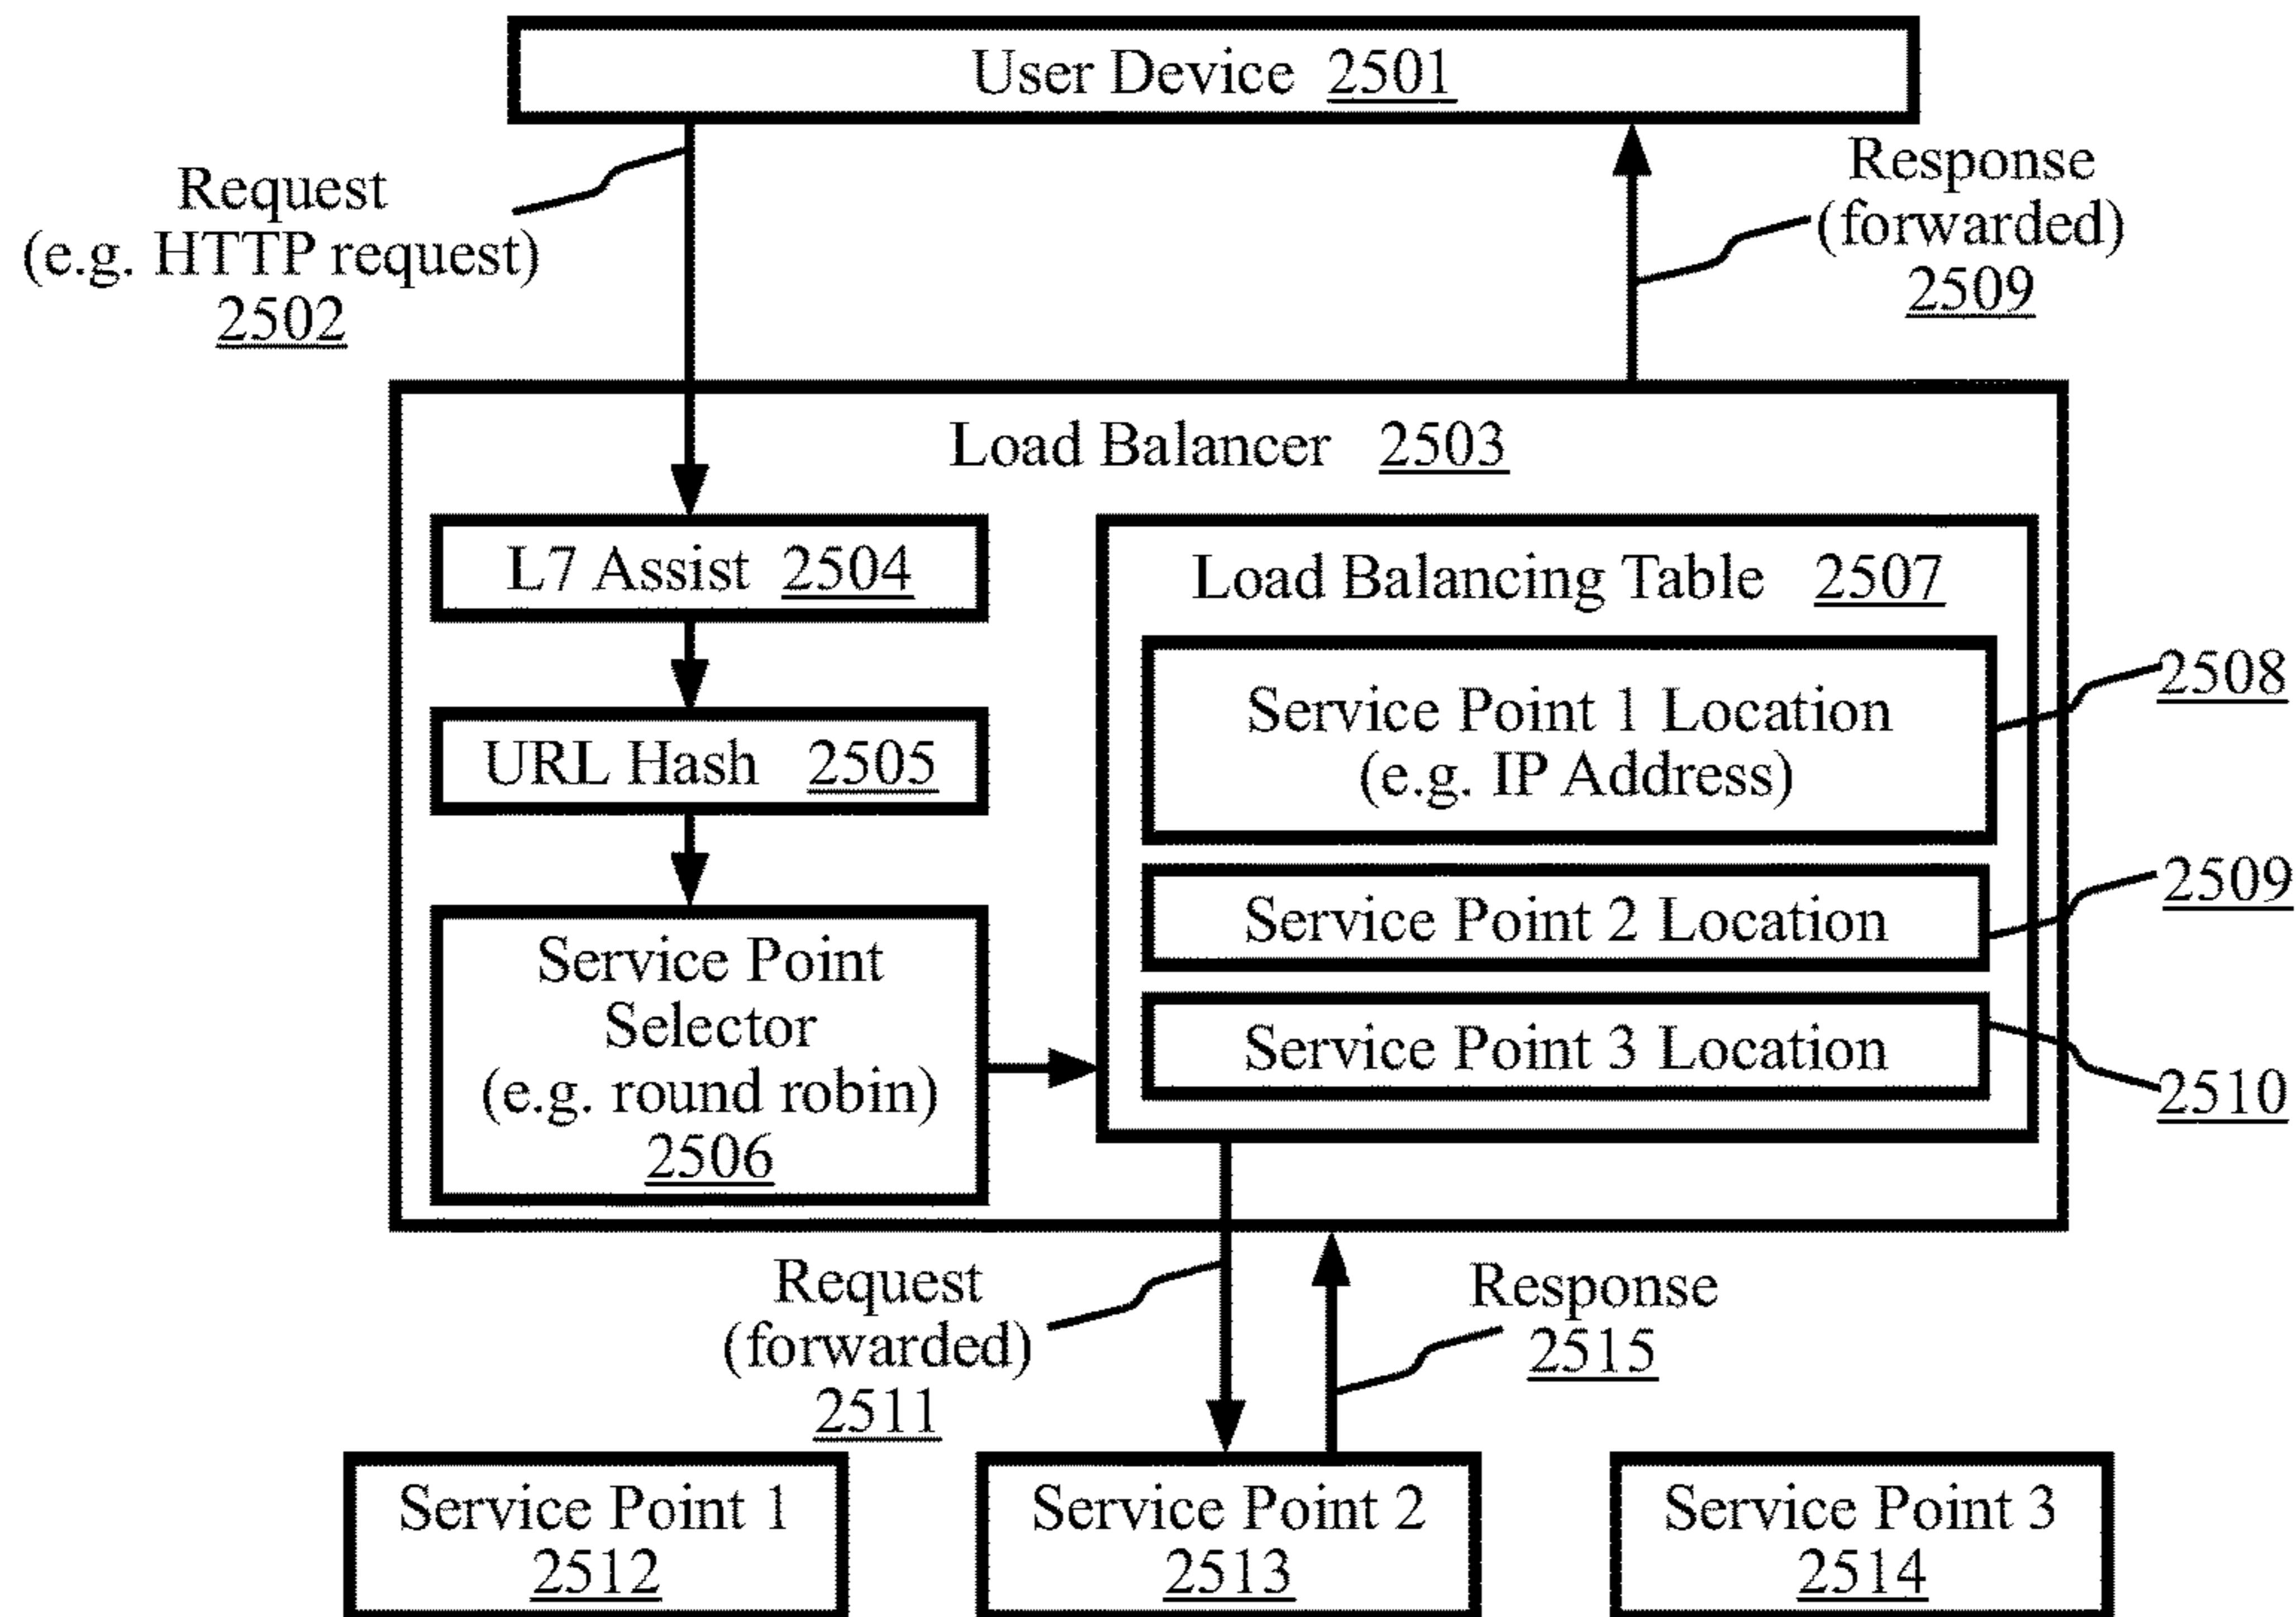 User Device 2501
Request
(e.g. HTTP request)
2502
Response
(forwarded)
2509
Load Balancer 2503
L7 Assist 2504
URL Hash 2505
Service Point
Selector
(e.g. round robin)
2506
Load Balancing Table 2507
Service Point 1 Location
(e.g. IP Address)
2508
Service Point 2 Location
2509
Service Point 3 Location
2510
Request
(forwarded)
2511
Response
2515
Service Point 1
2512
Service Point 2
2513
Service Point 3
2514